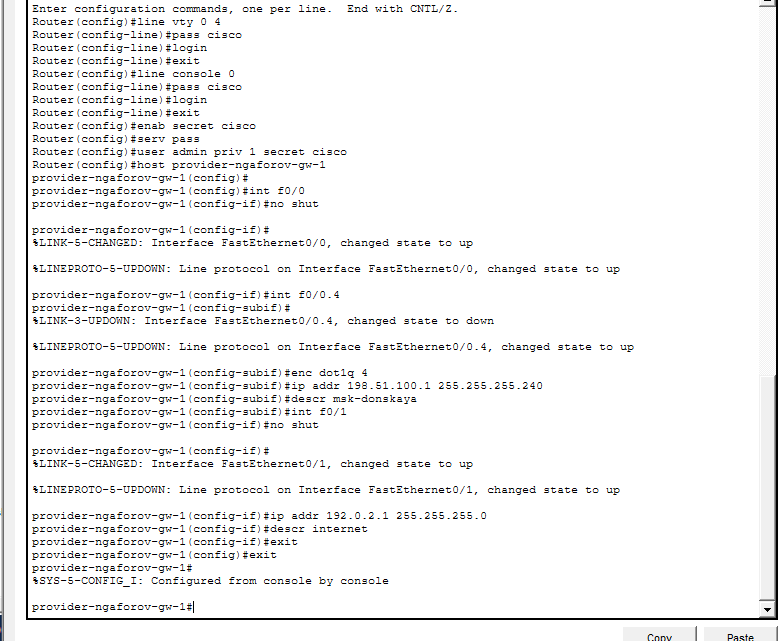 Enter configuration commands, one per line.  End with CNTL/Z.
Router(config)#line vty 0 4
Router(config-line)#pass cisco
Router(config-line)#login
Router(config-line)#exit
Router(config)#line console 0
Router(config-line)#pass cisco
Router(config-line)#login
Router(config-line)#exit
Router(config)#enab secret cisco
Router(config)#serv pass
Router(config)#user admin priv 1 secret cisco
Router(config)#host provider-ngaforov-gw-1
provider-ngaforov-gw-1(config)#
provider-ngaforov-gw-1(config)#int f0/0
provider-ngaforov-gw-1(config-if)#no shut
provider-ngaforov-gw-1(config-if)#
%LINK-5-CHANGED: Interface FastEthernet0/0, changed state to up
%LINEPROTO-5-UPDOWN: Line protocol on Interface FastEthernet0/0, changed state to up
provider-ngaforov-gw-1(config-if)#int f0/0.4
provider-ngaforov-gw-1(config-subif)#
%LINK-3-UPDOWN: Interface FastEthernet0/0.4, changed state to down
%LINEPROTO-5-UPDOWN: Line protocol on Interface FastEthernet0/0.4, changed state to up
provider-ngaforov-gw-1(config-subif)#enc dot1q 4
provider-ngaforov-gw-1(config-subif)#ip addr 198.51.100.1 255.255.255.240
provider-ngaforov-gw-1(config-subif)#descr msk-donskaya
provider-ngaforov-gw-1(config-subif)#int f0/1
provider-ngaforov-gw-1(config-if)#no shut
provider-ngaforov-gw-1(config-if)#
%LINK-5-CHANGED: Interface FastEthernet0/1, changed state to up
%LINEPROTO-5-UPDOWN: Line protocol on Interface FastEthernet0/1, changed state to up
provider-ngaforov-gw-1(config-if)#ip addr 192.0.2.1 255.255.255.0
provider-ngaforov-gw-1(config-if)#descr internet
provider-ngaforov-gw-1(config-if)#exit
provider-ngaforov-gw-1(config)#exit
provider-ngaforov-gw-1#
%SYS-5-CONFIG_I: Configured from console by console
provider-ngaforov-gw-1#
Copy Paste